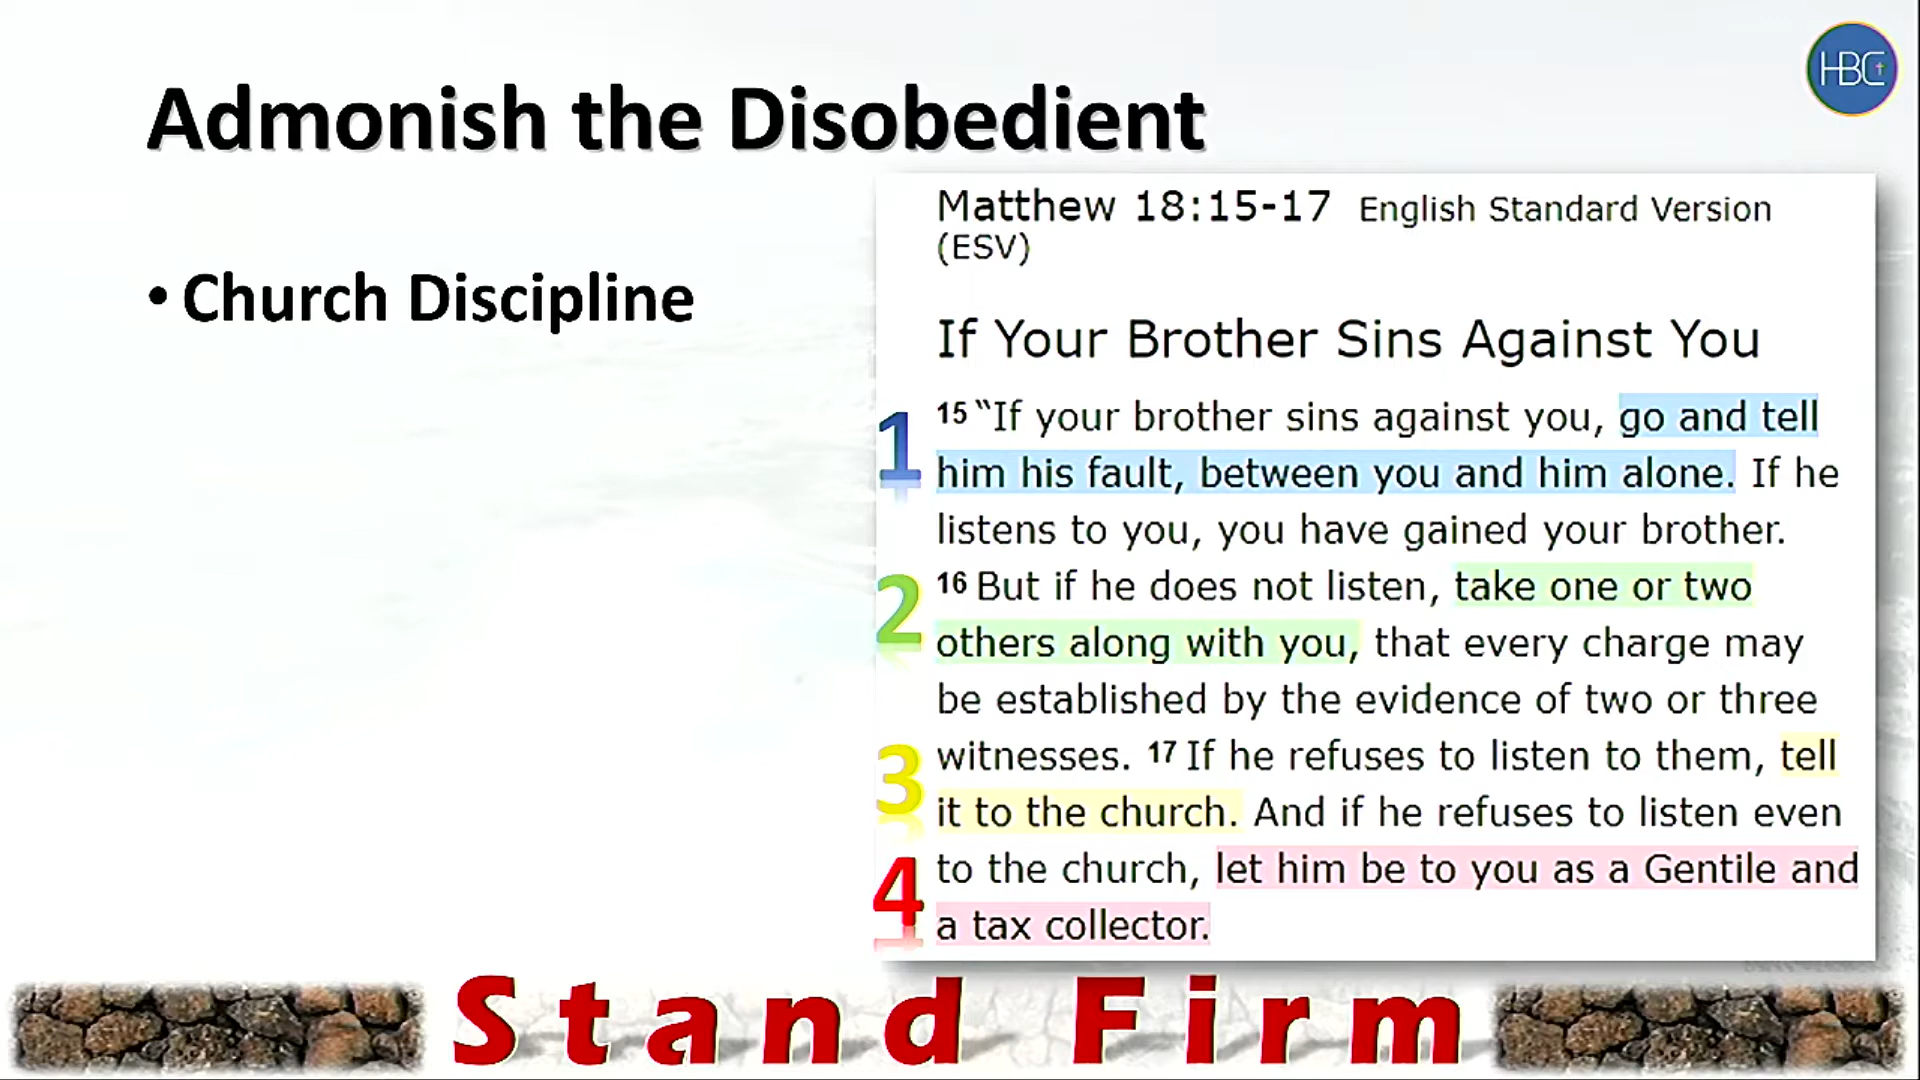 HBC
Admonish the Disobedient
• Church Discipline
Matthew 18:15-17 English Standard Version
(ESV)
If Your Brother Sins Against You
1
15 “If your brother sins against you, go and tell
him his fault, between you and him alone. If he
listens to you, you have gained your brother.
2
16 But if he does not listen, take one or two
others along with you, that every charge may
be established by the evidence of two or three
3
witnesses. 17 If he refuses to listen to them, tell
it to the church. And if he refuses to listen even
4
to the church, let him be to you as a Gentile and
a tax collector.
Stand Firm